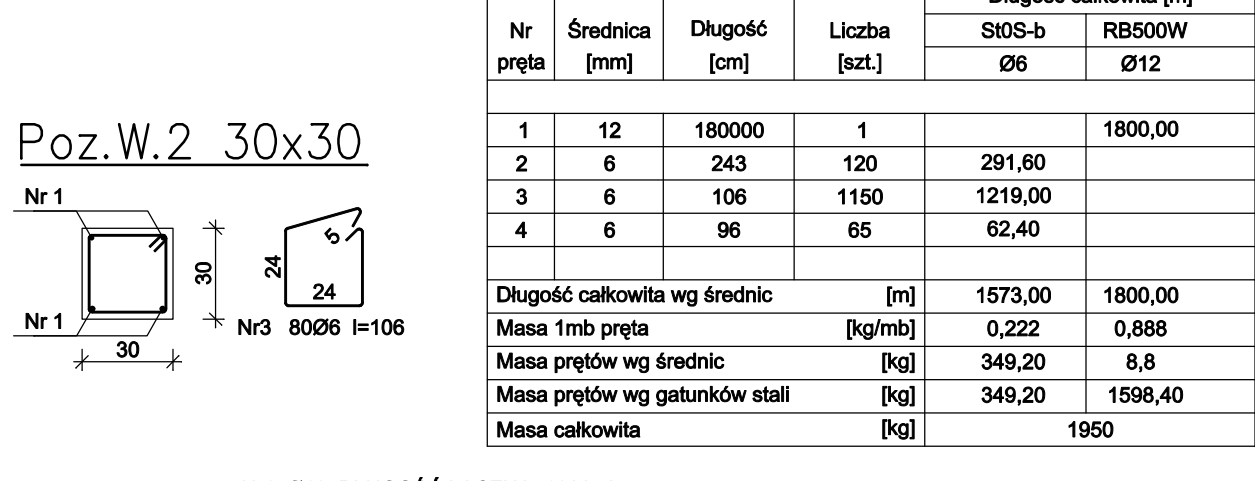 Poz.W.2 30x30
Nr 1
Nr 1
30
30
24
24
5
Nr3 80Ø6 l=106
Długość całkowita [m]
Nr pręta Średnica [mm] Długość [cm] Liczba [szt.] St0S-b RB500W
Ø6 Ø12
1 12 180000 1 1800,00
2 6 243 120 291,60
3 6 106 1150 1219,00
4 6 96 65 62,40
Długość całkowita wg średnic [m] 1573,00 1800,00
Masa 1mb pręta [kg/mb] 0,222 0,888
Masa prętów wg średnic [kg] 349,20 8,8
Masa prętów wg gatunków stali [kg] 349,20 1598,40
Masa całkowita [kg] 1950